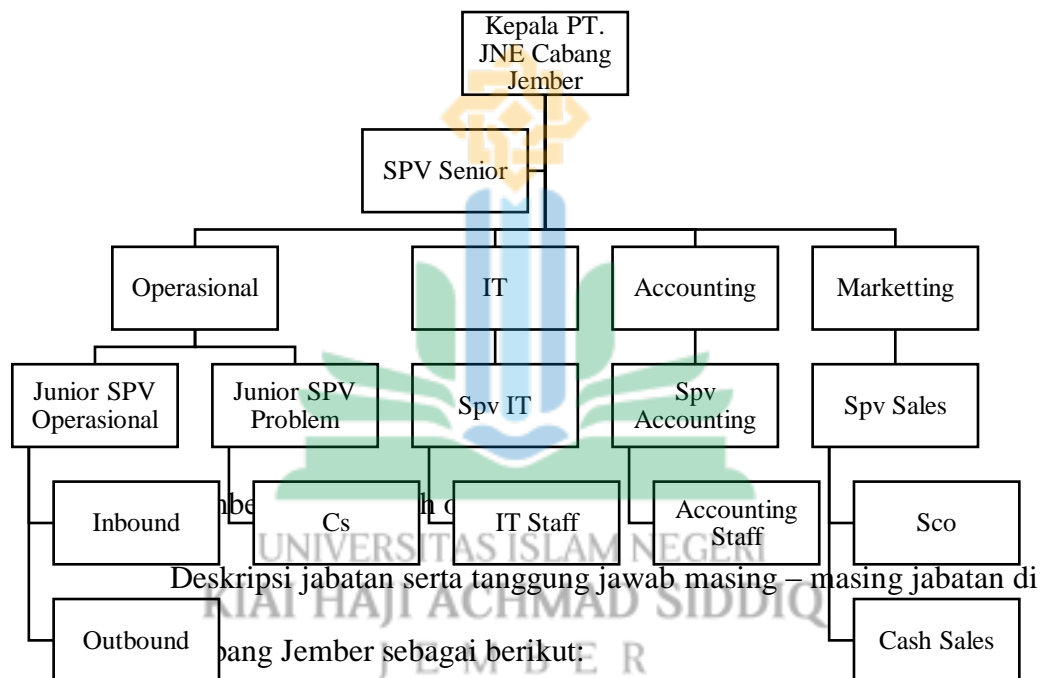 Kepala PT.
JNE Cabang
Jember
SPV Senior
Operasional
IT
Accounting
Marketting
Junior SPV
Operasional
Junior SPV
Problem
Spv IT
Spv
Accounting
Spv Sales
Inbound
Cs
IT Staff
Accounting
Staff
Sco
Outbound
Cash Sales
UNIVERSITAS ISLAM NEGERI
KIAI HAJI ACHMAD SIDDIQ
J E M B E R
Deskripsi jabatan serta tanggung jawab masing – masing jabatan di
Jember sebagai berikut: